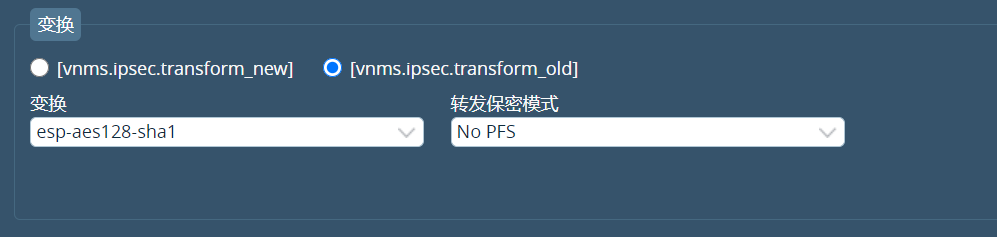 变换
[vnms.ipsec.transform_new] [vnms.ipsec.transform_old]
变换 转发保密模式
esp-aes128-sha1 No PFS